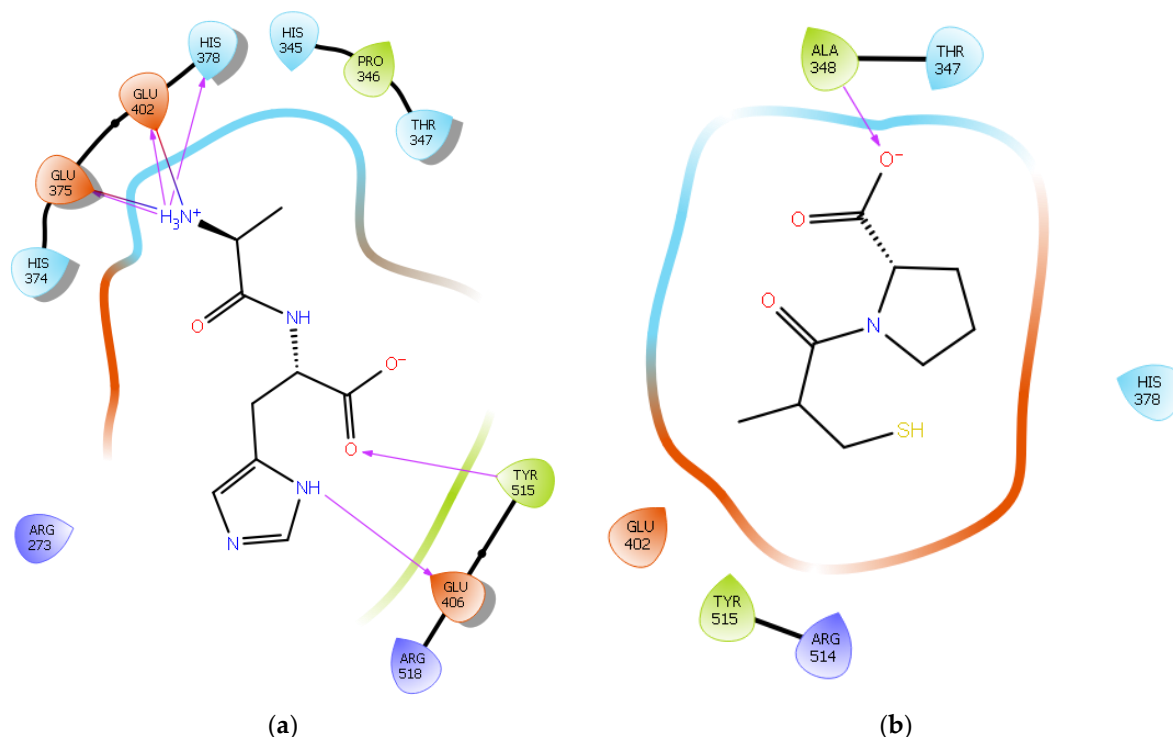 HIS
378
HIS
345
PRO
346
THR
347
GLU
402
GLU
375
HIS
374
H₃N⁺
O
NH
O⁻
O
NH
N
TYR
515
ARG
273
GLU
406
ARG
518
(a)
ALA
348
THR
347
O⁻
O
O
N
SH
HIS
378
GLU
402
TYR
515
ARG
514
(b)